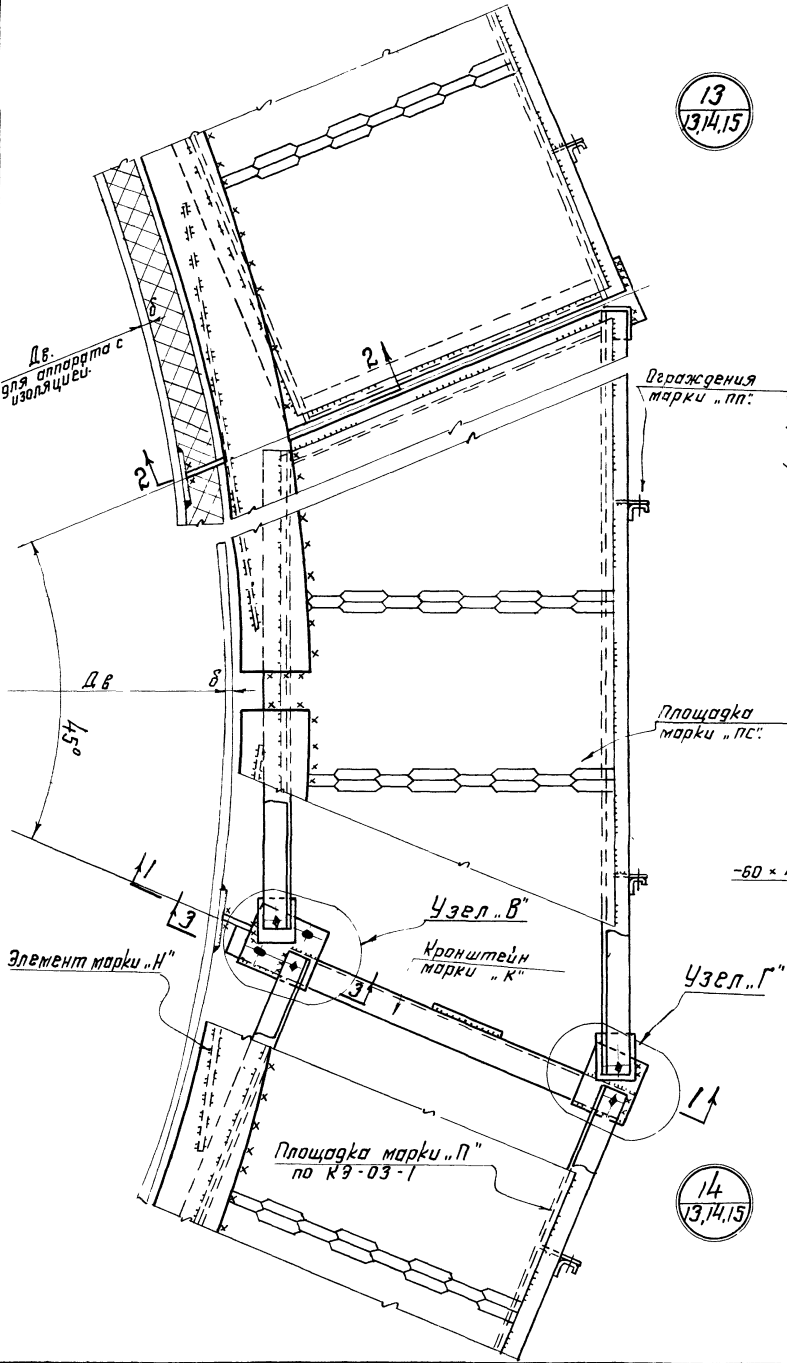 13
13,14,15
Дв.
для аппарата с
изоляцией.
δ
2
2
Ограждения
марки „пп".
Дв
δ
45°
Площадка
марки „пс".
1
3
Узел „В"
-60 ×
Элемент марки „Н"
Кронштейн
марки „К"
3
Узел „Г"
1
Площадка марки „П"
по КЭ-03-1
14
13,14,15